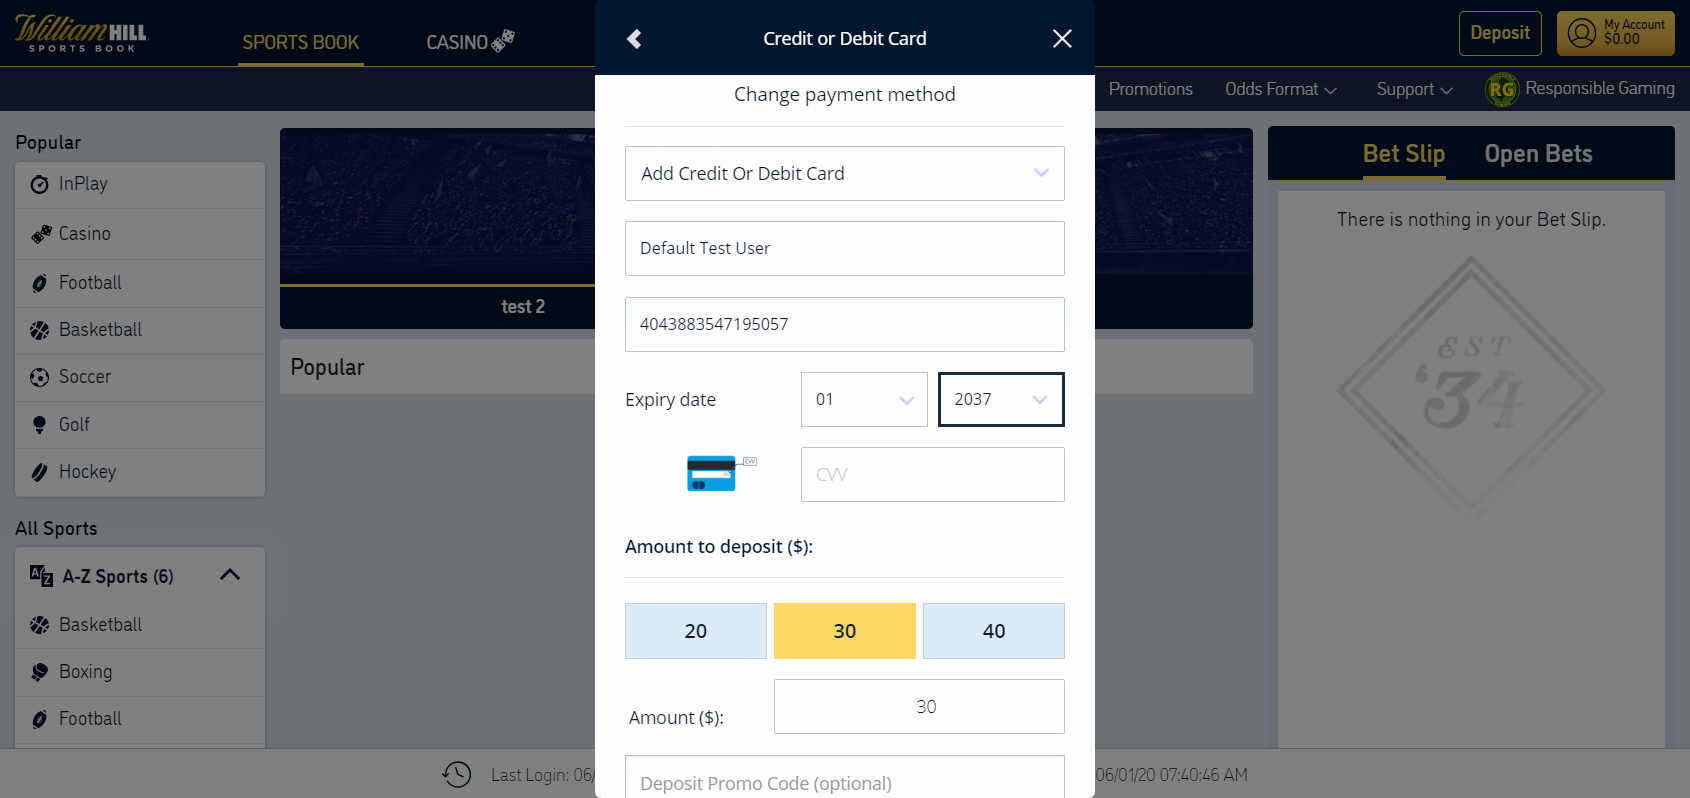 William HILL
SPORTS BOOK
SPORTS BOOK
CASINO
Credit or Debit Card
Deposit
My Account
$0.00
Promotions
Odds Format
Support
RG
Responsible Gaming
Popular
InPlay
Casino
Football
Basketball
Soccer
Golf
Hockey
All Sports
A-Z Sports (6)
Basketball
Boxing
Football
test 2
Popular
Change payment method
Add Credit Or Debit Card
Default Test User
4043883547195057
Expiry date
01
2037
CVV
CVV
Amount to deposit ($):
20
30
40
Amount ($):
30
Deposit Promo Code (optional)
Bet Slip
Open Bets
There is nothing in your Bet Slip.
EST
‘34
Last Login: 06/
06/01/20 07:40:46 AM